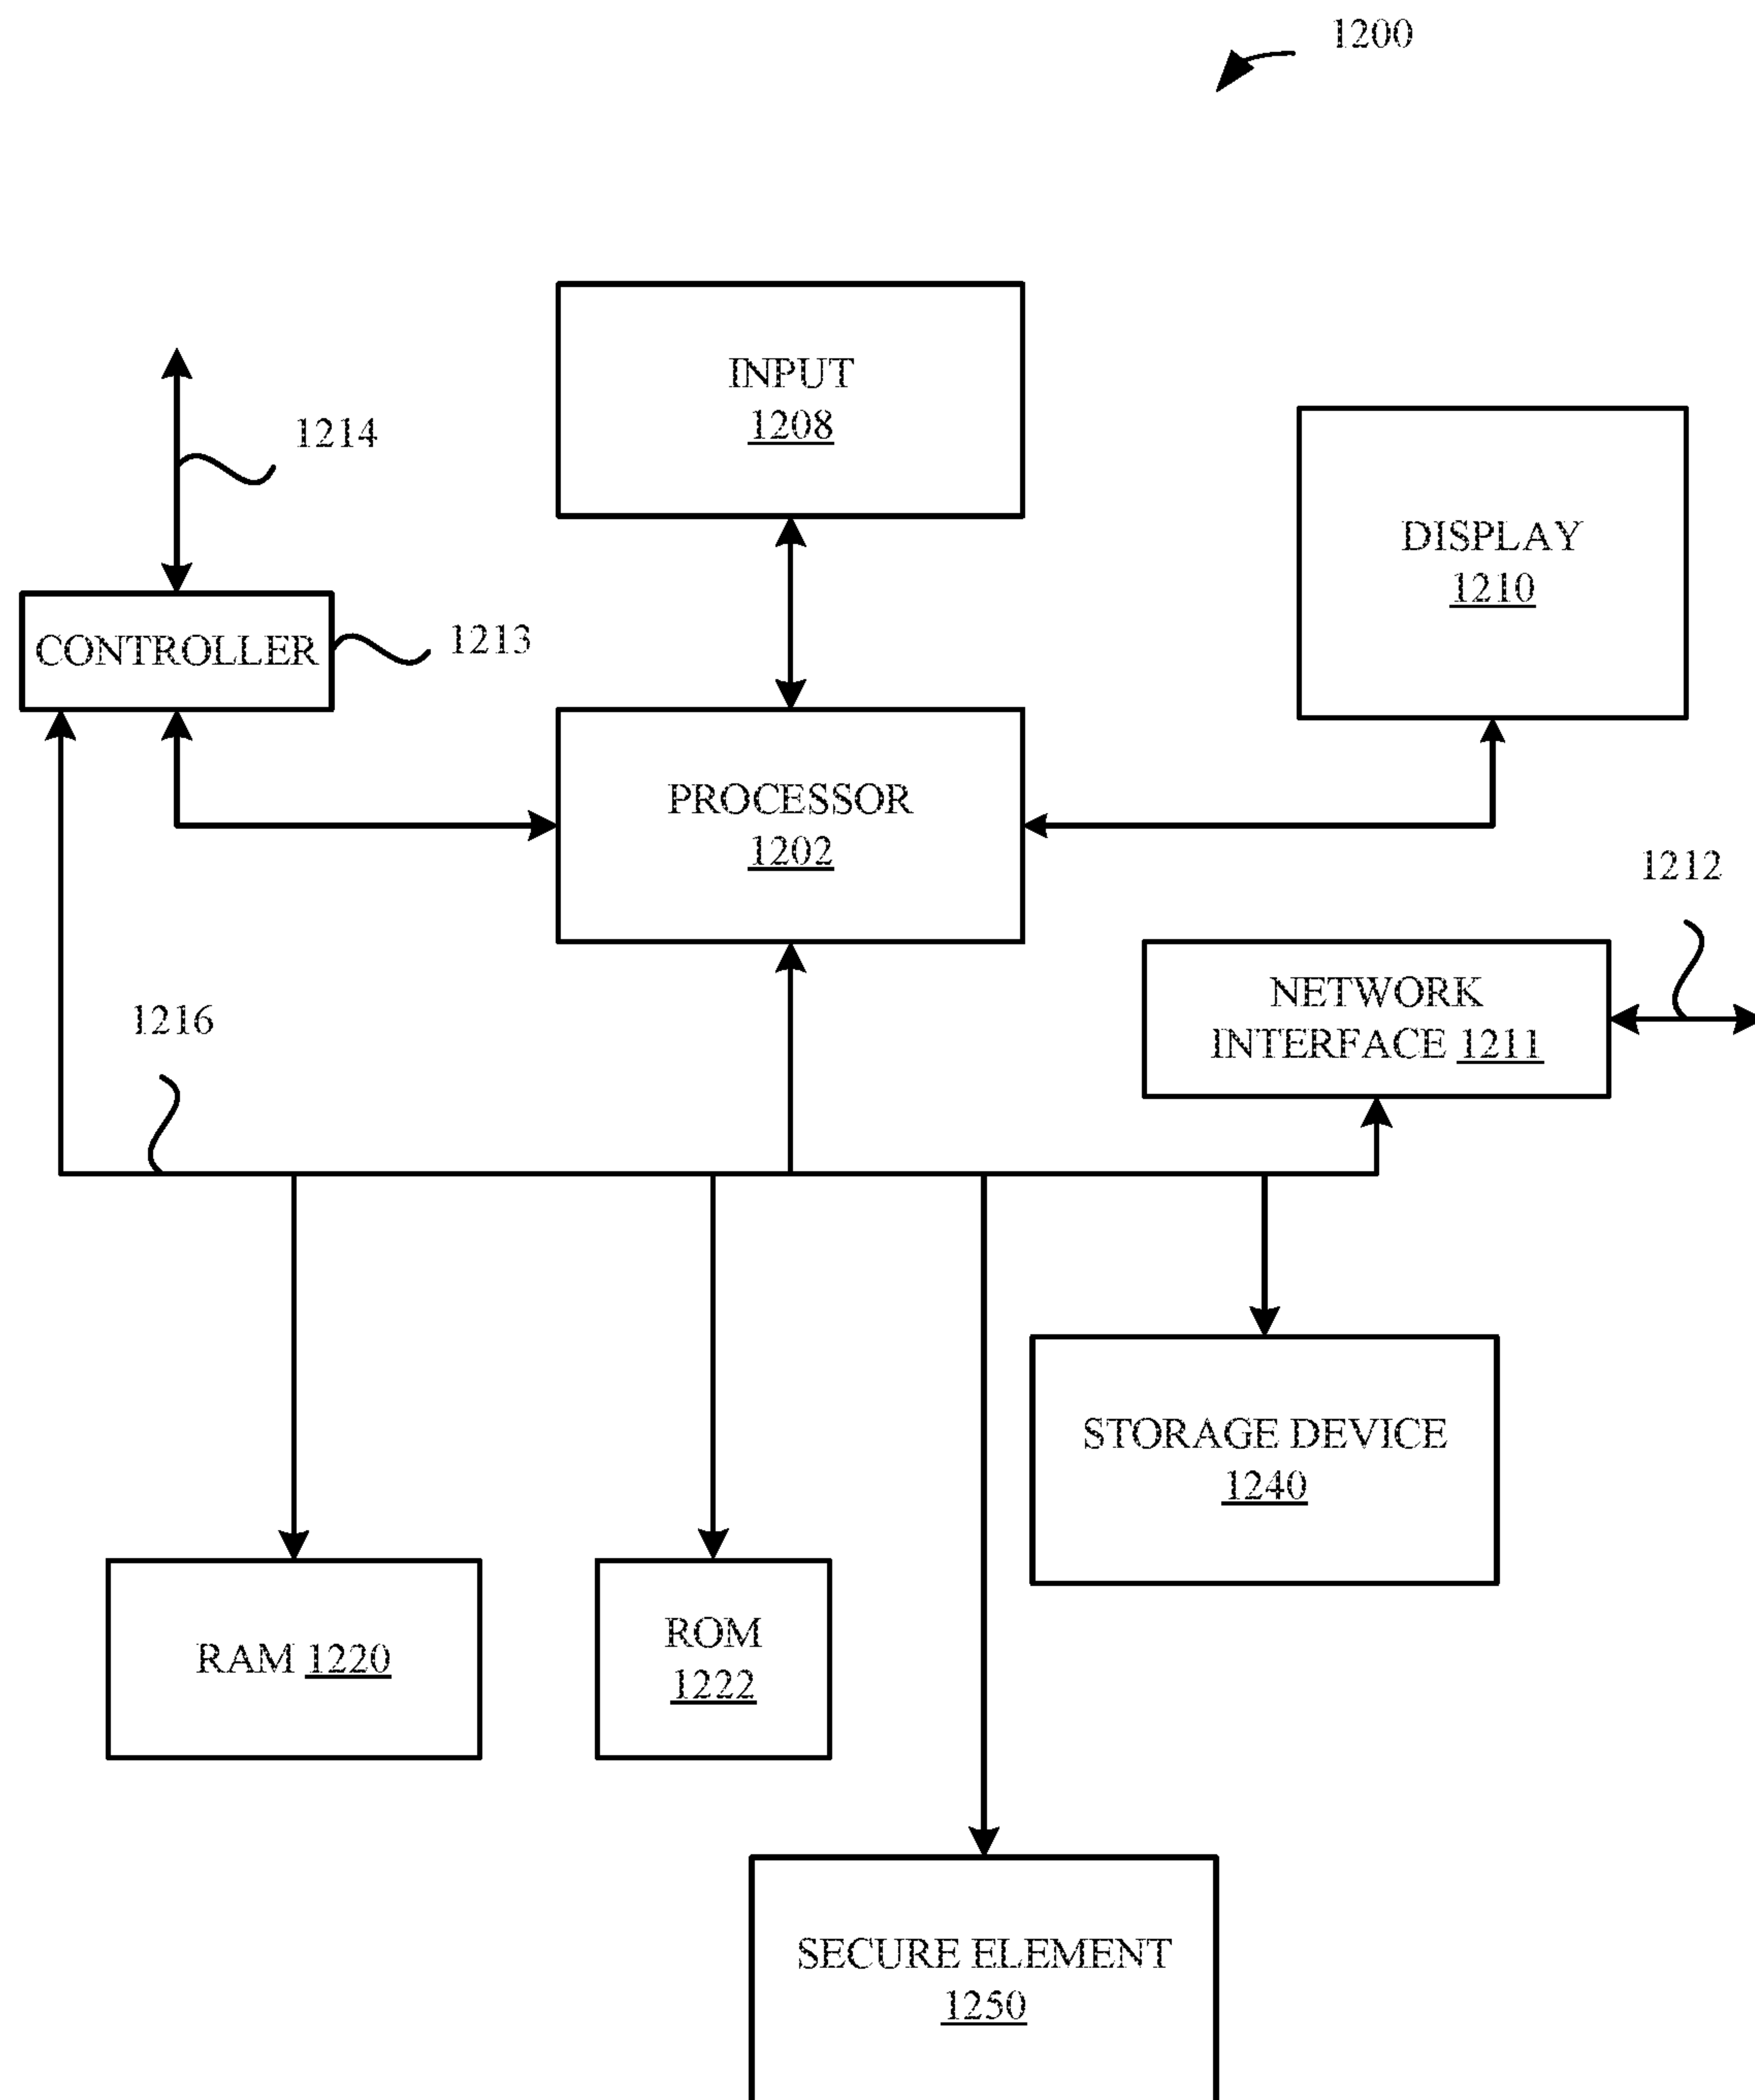 1200
INPUT
1208
1214
DISPLAY
1210
CONTROLLER
1213
PROCESSOR
1202
1212
NETWORK
INTERFACE 1211
1216
STORAGE DEVICE
1240
RAM 1220
ROM
1222
SECURE ELEMENT
1250